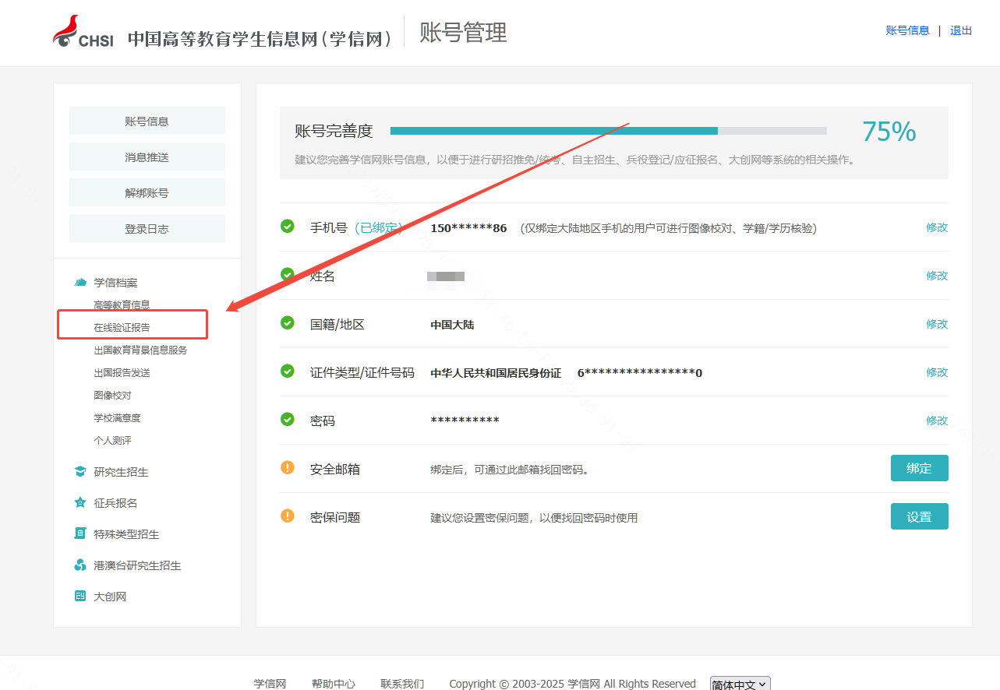 CHSI 中国高等教育学生信息网(学信网) 账号管理
账号信息 | 退出
账号信息
消息推送
解绑账号
登录日志
学信档案
高等教育信息
在线验证报告
出国教育背景信息服务
出国报告发送
图像校对
学校满意度
个人测评
研究生招生
征兵报名
特殊类型招生
港澳台研究生招生
大创网
账号完善度 75%
建议您完善学信网账号信息，以便于进行研招推免/统考、自主招生、兵役登记/应征报名、大创网等系统的相关操作。
手机号（已绑定） 150******86 （仅绑定大陆地区手机的用户可进行图像校对、学籍/学历核验） 修改
姓名 修改
国籍/地区 中国大陆 修改
证件类型/证件号码 中华人民共和国居民身份证 6****************0 修改
密码 ********** 修改
安全邮箱 绑定后，可通过此邮箱找回密码。 绑定
密保问题 建议您设置密保问题，以便找回密码时使用 设置
学信网 帮助中心 联系我们 Copyright © 2003-2025 学信网 All Rights Reserved 简体中文